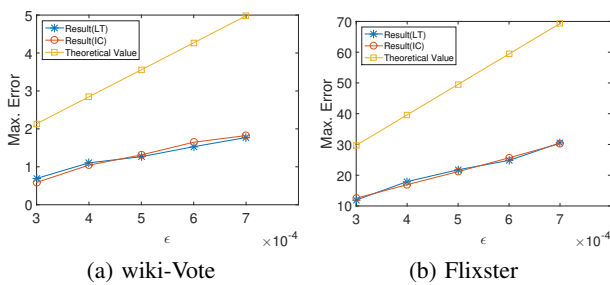 5
4
3
2
1
0
Max. Error
Result(LT)
Result(IC)
Theoretical Value
3 4 5 6 7
ϵ
×10⁻⁴
(a) wiki-Vote
70
60
50
40
30
20
10
Max. Error
Result(LT)
Result(IC)
Theoretical Value
3 4 5 6 7
ϵ
×10⁻⁴
(b) Flixster